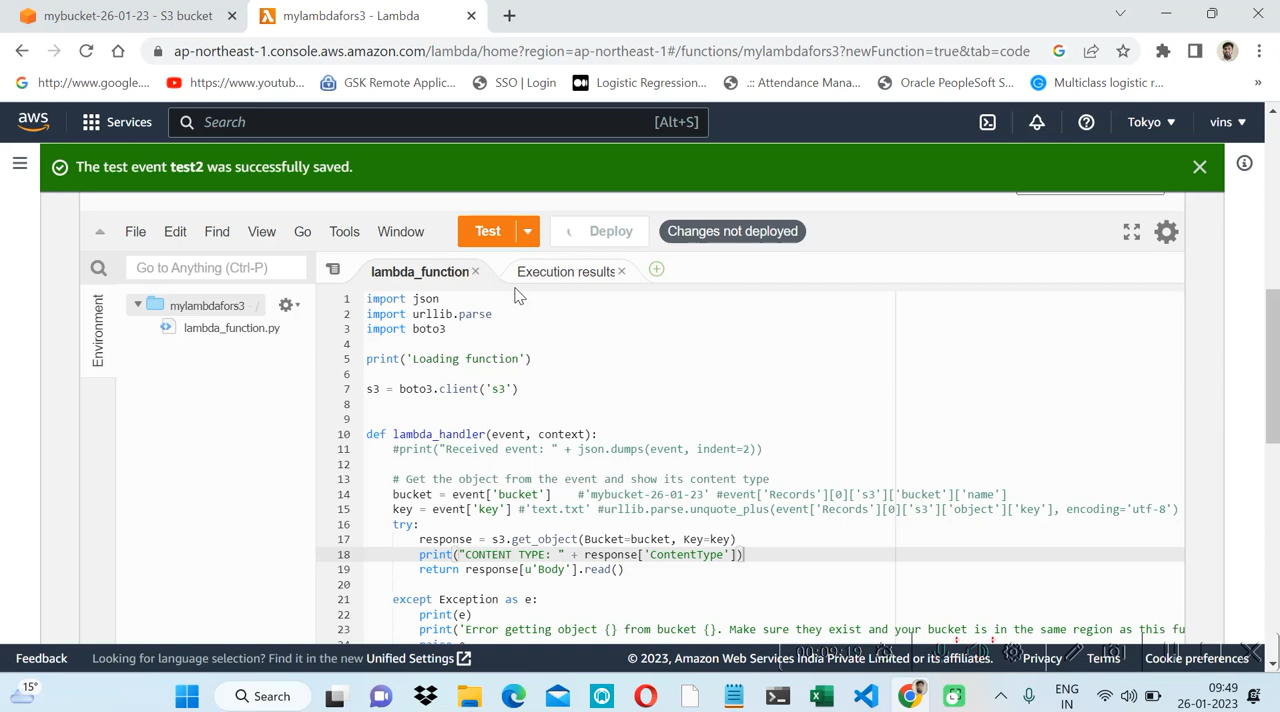 mybucket-26-01-23 - S3 bucket
mylambdafors3 - Lambda
ap-northeast-1.console.aws.amazon.com/lambda/home?region=ap-northeast-1#/functions/mylambdafors3?newFunction=true&tab=code
http://www.google....
https://www.youtub...
GSK Remote Applic...
SSO | Login
Logistic Regression...
.:: Attendance Mana...
Oracle PeopleSoft S...
Multiclass logistic r...
»
aws
Services
Search
[Alt+S]
Tokyo
vins
The test event test2 was successfully saved.
File
Edit
Find
View
Go
Tools
Window
Test
Deploy
Changes not deployed
Go to Anything (Ctrl-P)
lambda_function
Execution results
Environment
mylambdafors3
/
lambda_function.py
1 import json
2 import urllib.parse
3 import boto3
4
5 print('Loading function')
6
7 s3 = boto3.client('s3')
8
9
10 def lambda_handler(event, context):
11 #print("Received event: " + json.dumps(event, indent=2))
12
13 # Get the object from the event and show its content type
14 bucket = event['bucket'] #'mybucket-26-01-23' #event['Records'][0]['s3']['bucket']['name']
15 key = event['key'] #'text.txt' #urllib.parse.unquote_plus(event['Records'][0]['s3']['object']['key'], encoding='utf-8')
16 try:
17 response = s3.get_object(Bucket=bucket, Key=key)
18 print("CONTENT TYPE: " + response['ContentType'])
19 return response[u'Body'].read()
20
21 except Exception as e:
22 print(e)
23 print('Error getting object {} from bucket {}. Make sure they exist and your bucket is in the same region as this fu
Feedback
Looking for language selection? Find it in the new Unified Settings
© 2023, Amazon Web Services India Private Limited or its affiliates.
Privacy
Terms
Cookie preferences
00:09:19
15°
Search
ENG
IN
09:49
26-01-2023